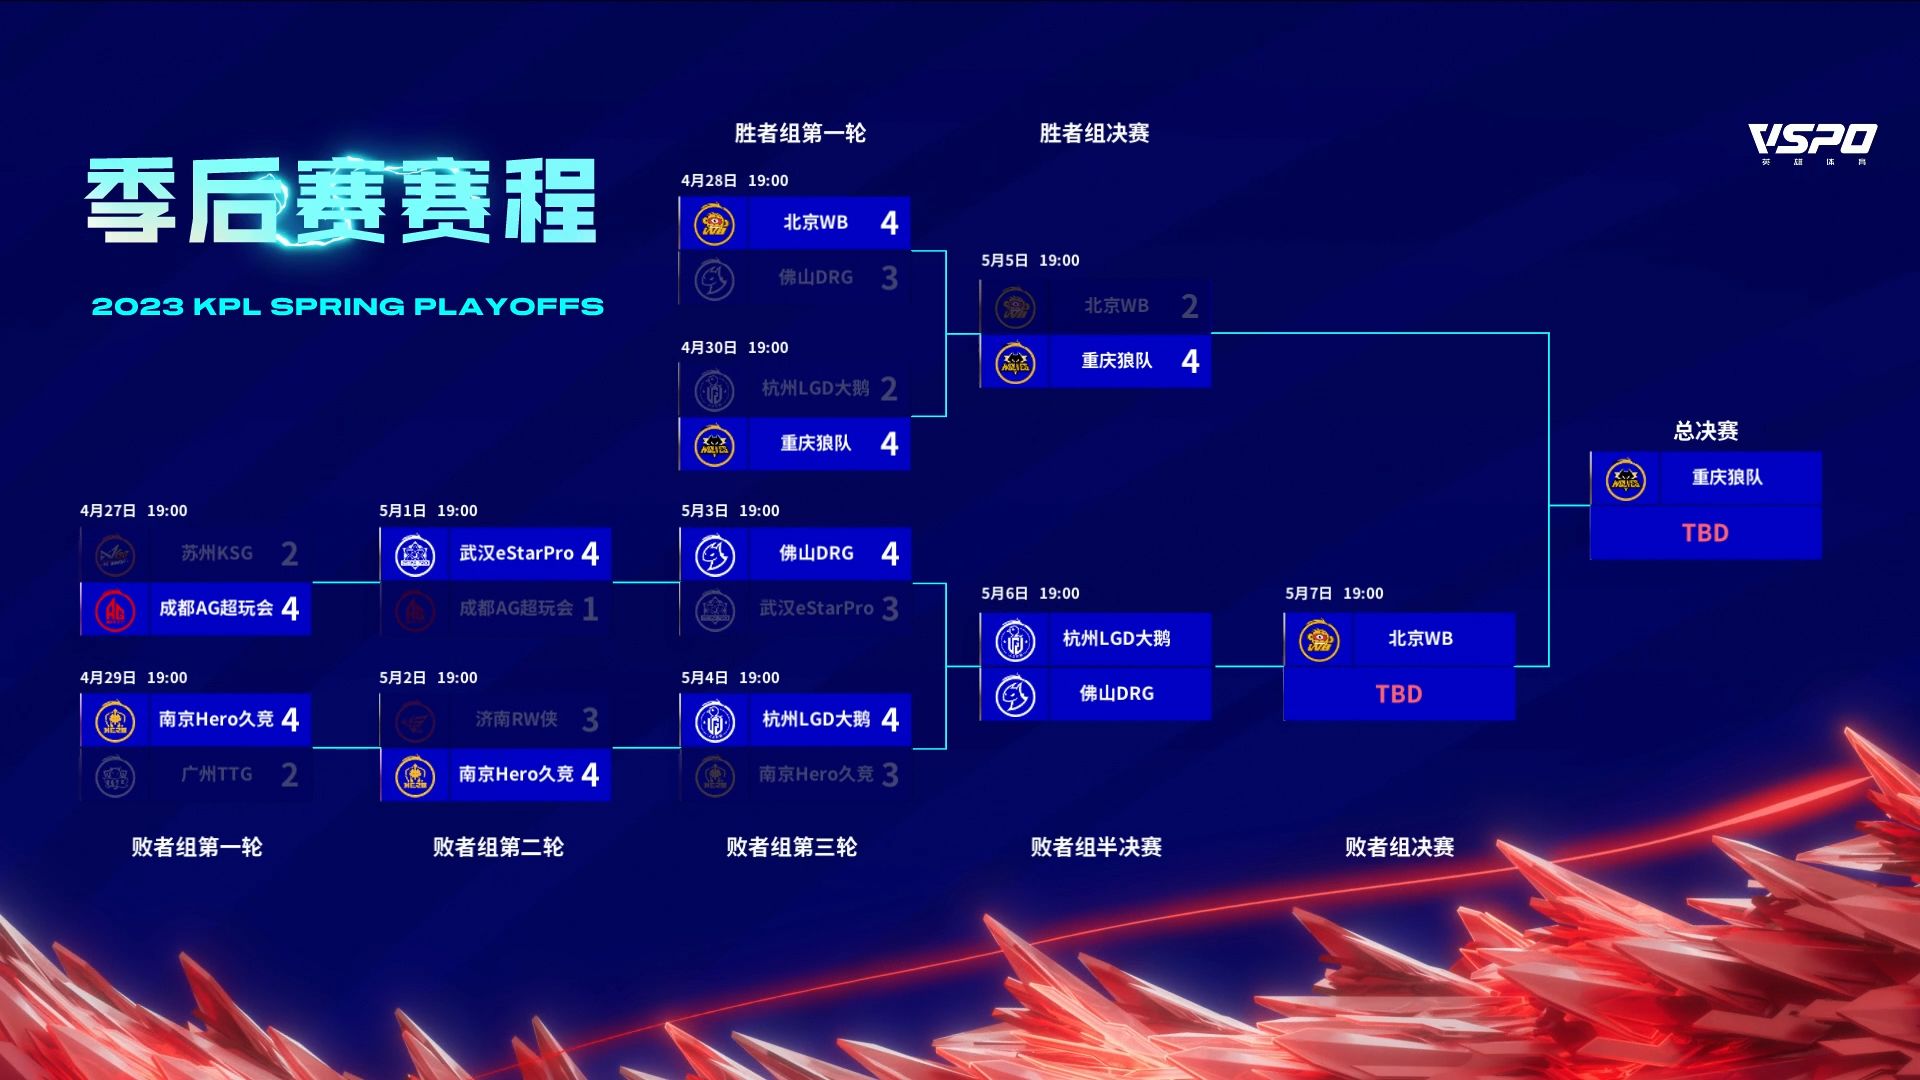 季后赛赛程
2023 KPL SPRING PLAYOFFS
VSPO
英雄体育
胜者组第一轮
4月28日 19:00
北京WB 4
佛山DRG 3
4月30日 19:00
杭州LGD大鹅 2
重庆狼队 4
胜者组决赛
5月5日 19:00
北京WB 2
重庆狼队 4
总决赛
重庆狼队
TBD
4月27日 19:00
苏州KSG 2
成都AG超玩会 4
4月29日 19:00
南京Hero久竞 4
广州TTG 2
败者组第一轮
5月1日 19:00
武汉eStarPro 4
成都AG超玩会 1
5月2日 19:00
济南RW侠 3
南京Hero久竞 4
败者组第二轮
5月3日 19:00
佛山DRG 4
武汉eStarPro 3
5月4日 19:00
杭州LGD大鹅 4
南京Hero久竞 3
败者组第三轮
5月6日 19:00
杭州LGD大鹅
佛山DRG
败者组半决赛
5月7日 19:00
北京WB
TBD
败者组决赛